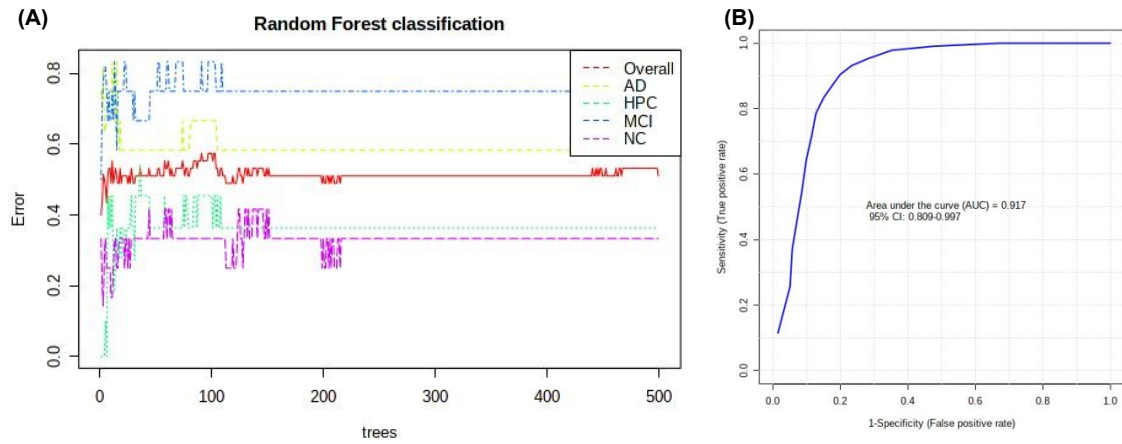 (A)
Random Forest classification
Overall
AD
HPC
MCI
NC
Error
0.0
0.2
0.4
0.6
0.8
0
100
200
300
400
500
trees
(B)
Sensitivity (True positive rate)
0.0
0.2
0.4
0.6
0.8
1.0
Area under the curve (AUC) = 0.917
95% CI: 0.809-0.997
0.0
0.2
0.4
0.6
0.8
1.0
1-Specificity (False positive rate)